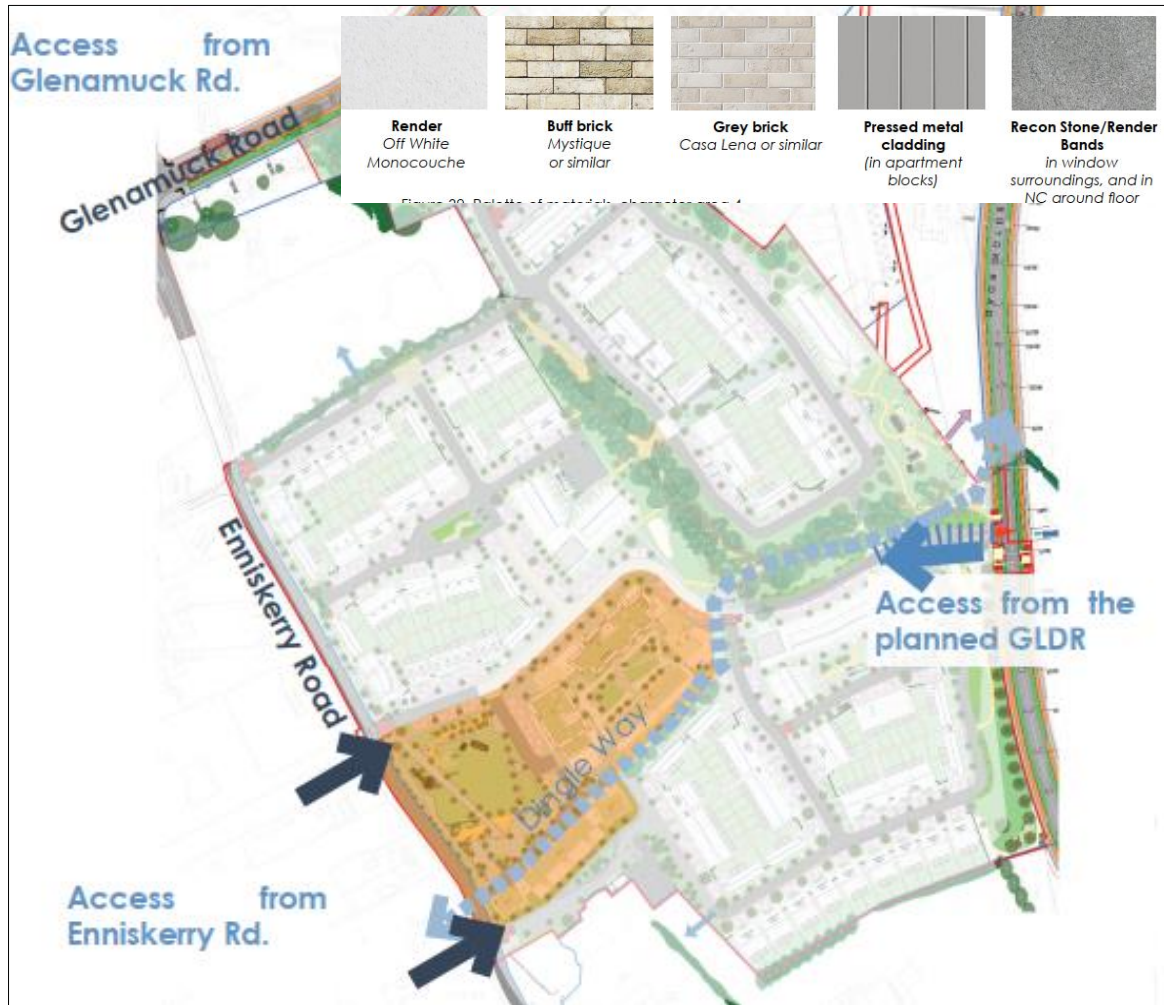 Access from
Glenamuck Rd.
Render
Off White
Monocouche
Buff brick
Mystique
or similar
Grey brick
Casa Lena or similar
Pressed metal
cladding
(in apartment
blocks)
Recon Stone/Render
Bands
in window
surroundings, and in
NC around floor
Glenamuck Road
Enniskerry Road
Access from the
planned GLDR
Dingle Way
Access from
Enniskerry Rd.